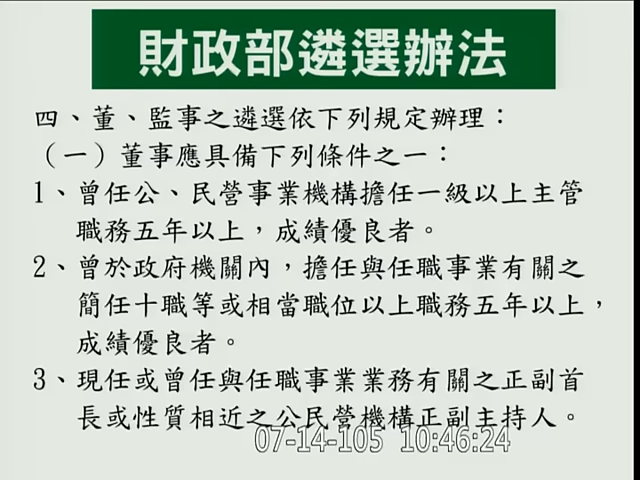 財政部遴選辦法
四、董、監事之遴選依下列規定辦理：
（一）董事應具備下列條件之一：
1、曾任公、民營事業機構擔任一級以上主管
職務五年以上，成績優良者。
2、曾於政府機關內，擔任與任職事業有關之
簡任十職等或相當職位以上職務五年以上，
成績優良者。
3、現任或曾任與任職事業業務有關之正副首
長或性質相近之公民營機構正副主持人。
07-14-105 10:46:24